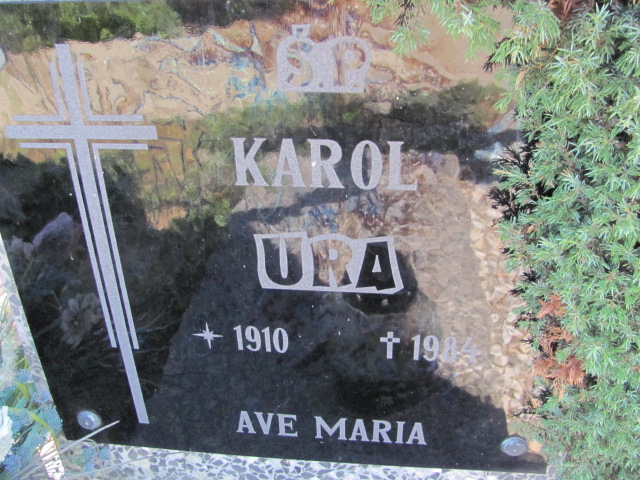 Ś.P.
KAROL
URA
1910 † 1984
AVE MARIA